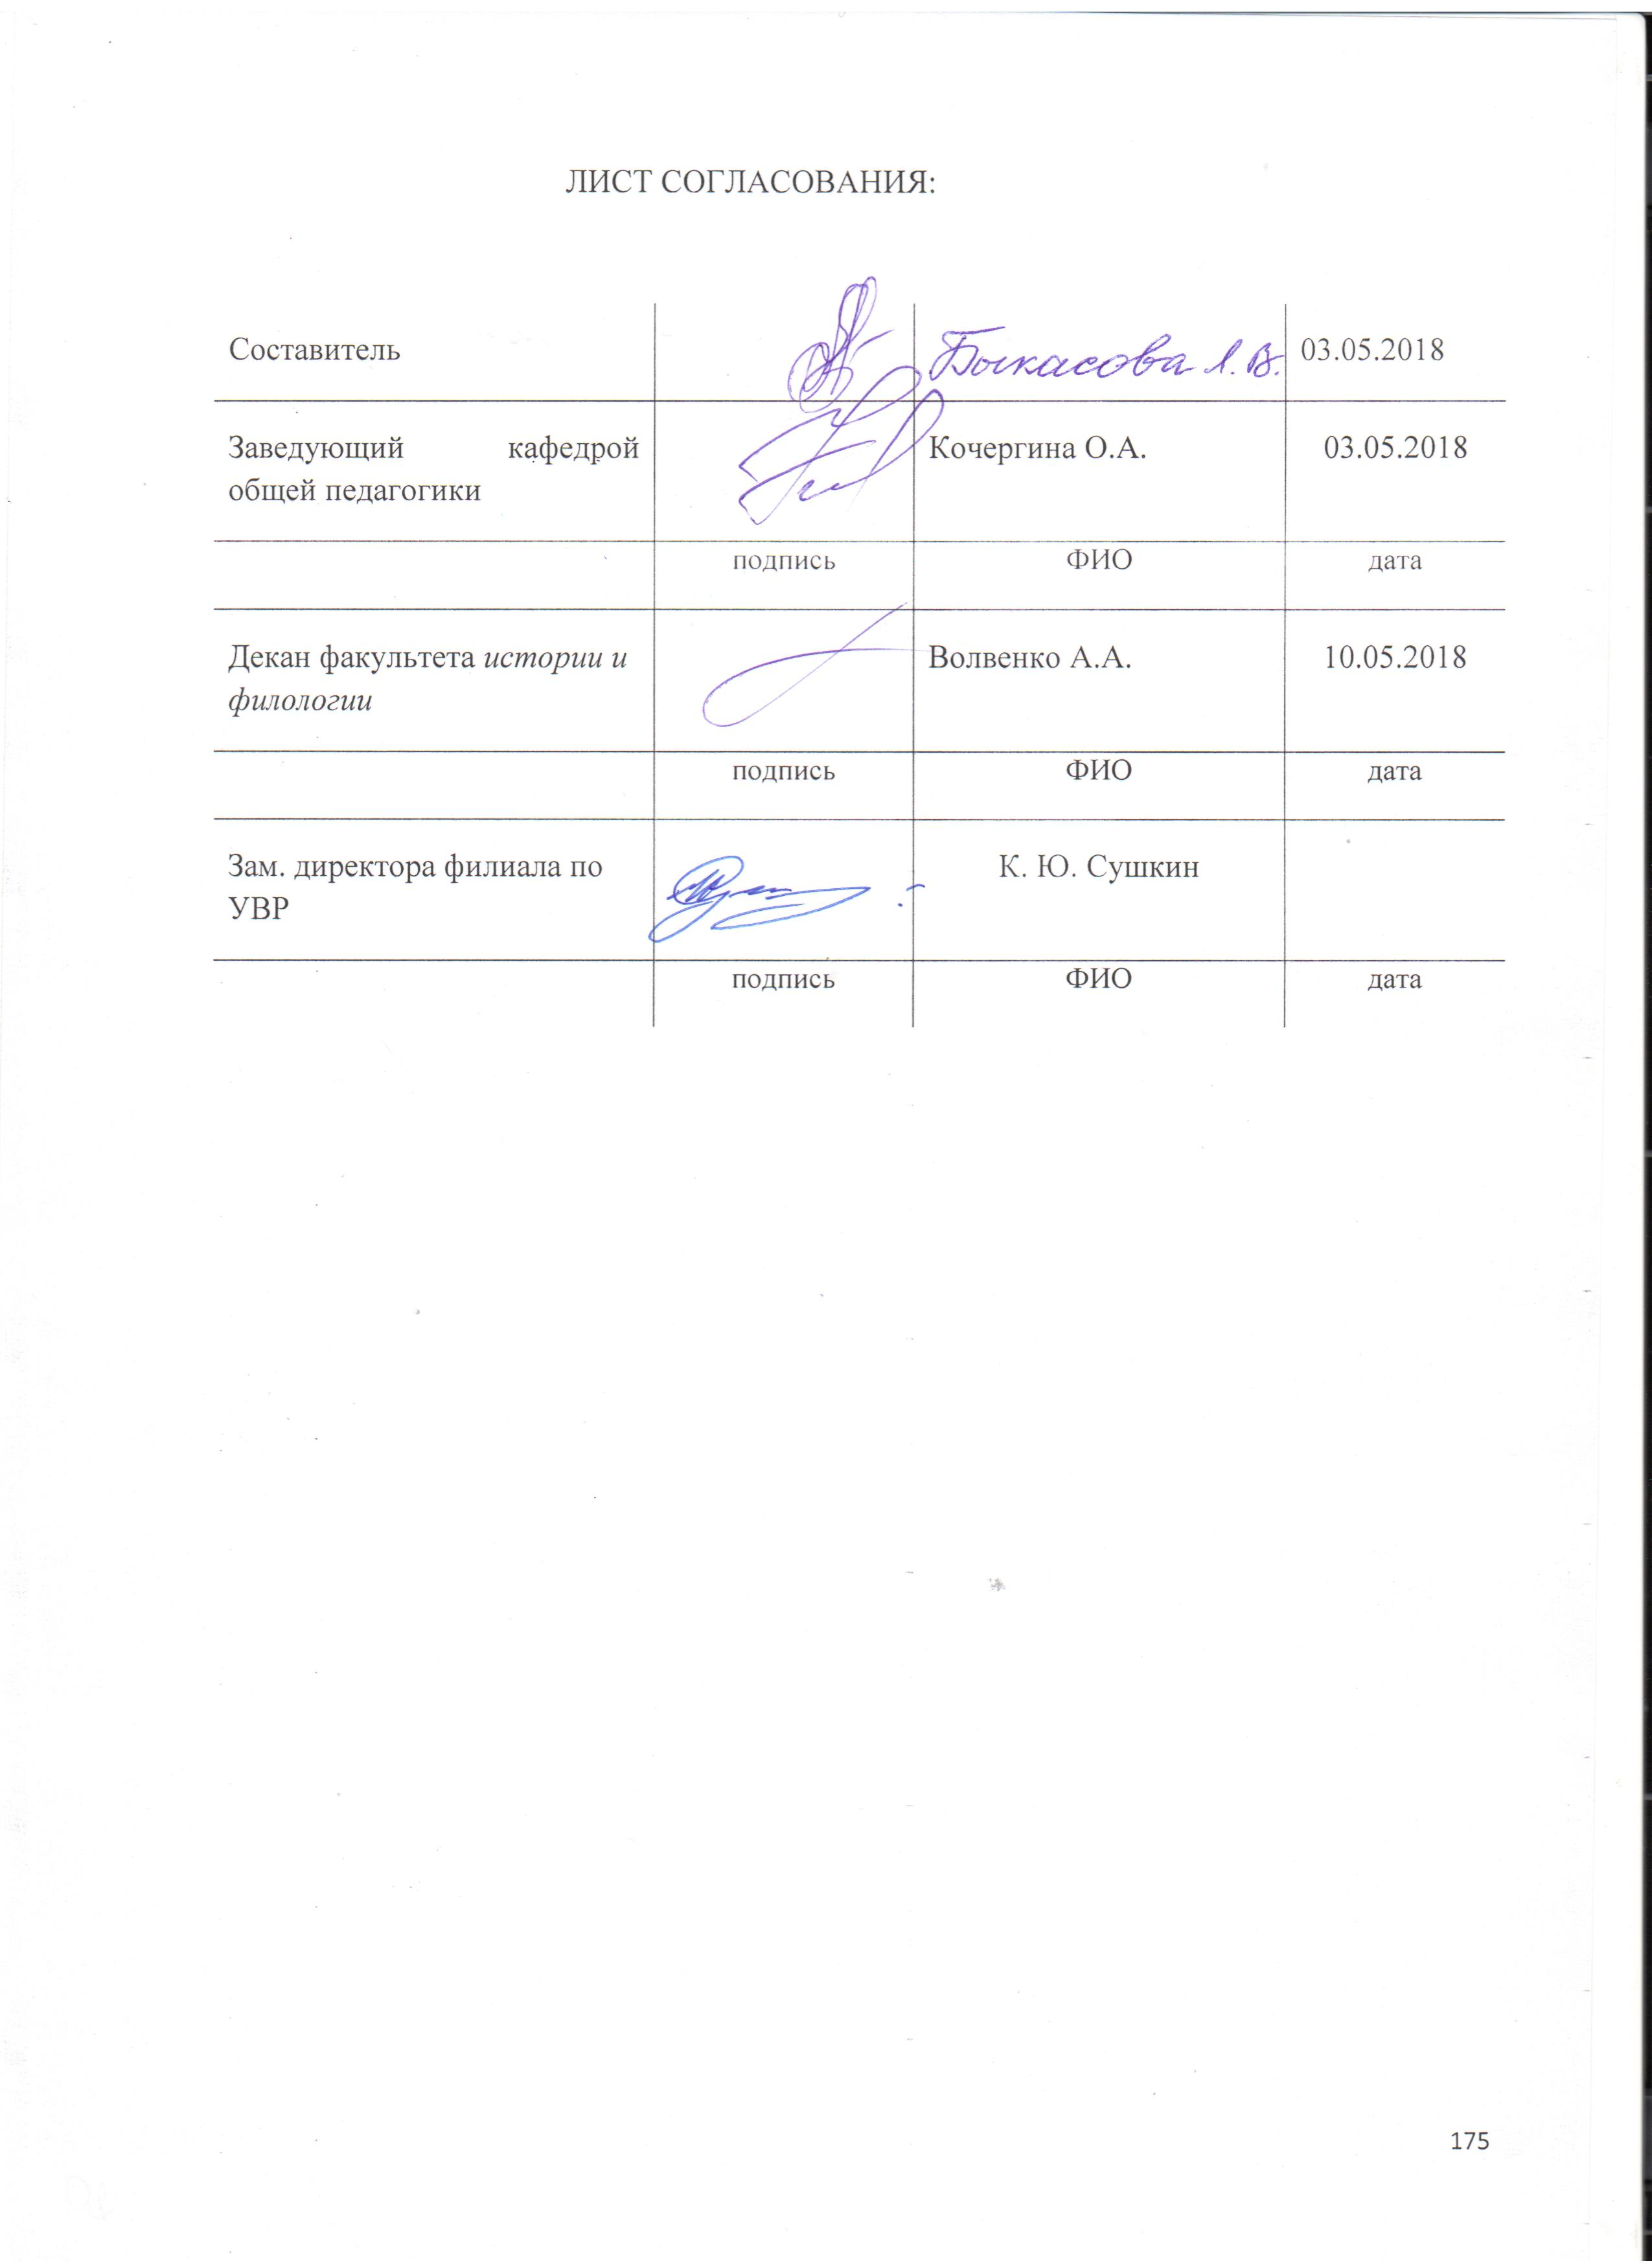 ЛИСТ СОГЛАСОВАНИЯ:
Составитель Быкасова Л.В. 03.05.2018
Заведующий кафедрой Кочергина О.А. 03.05.2018
общей педагогики
подпись ФИО дата
Декан факультета истории и Волвенко А.А. 10.05.2018
филологии
подпись ФИО дата
Зам. директора филиала по К. Ю. Сушкин
УВР
подпись ФИО дата
175